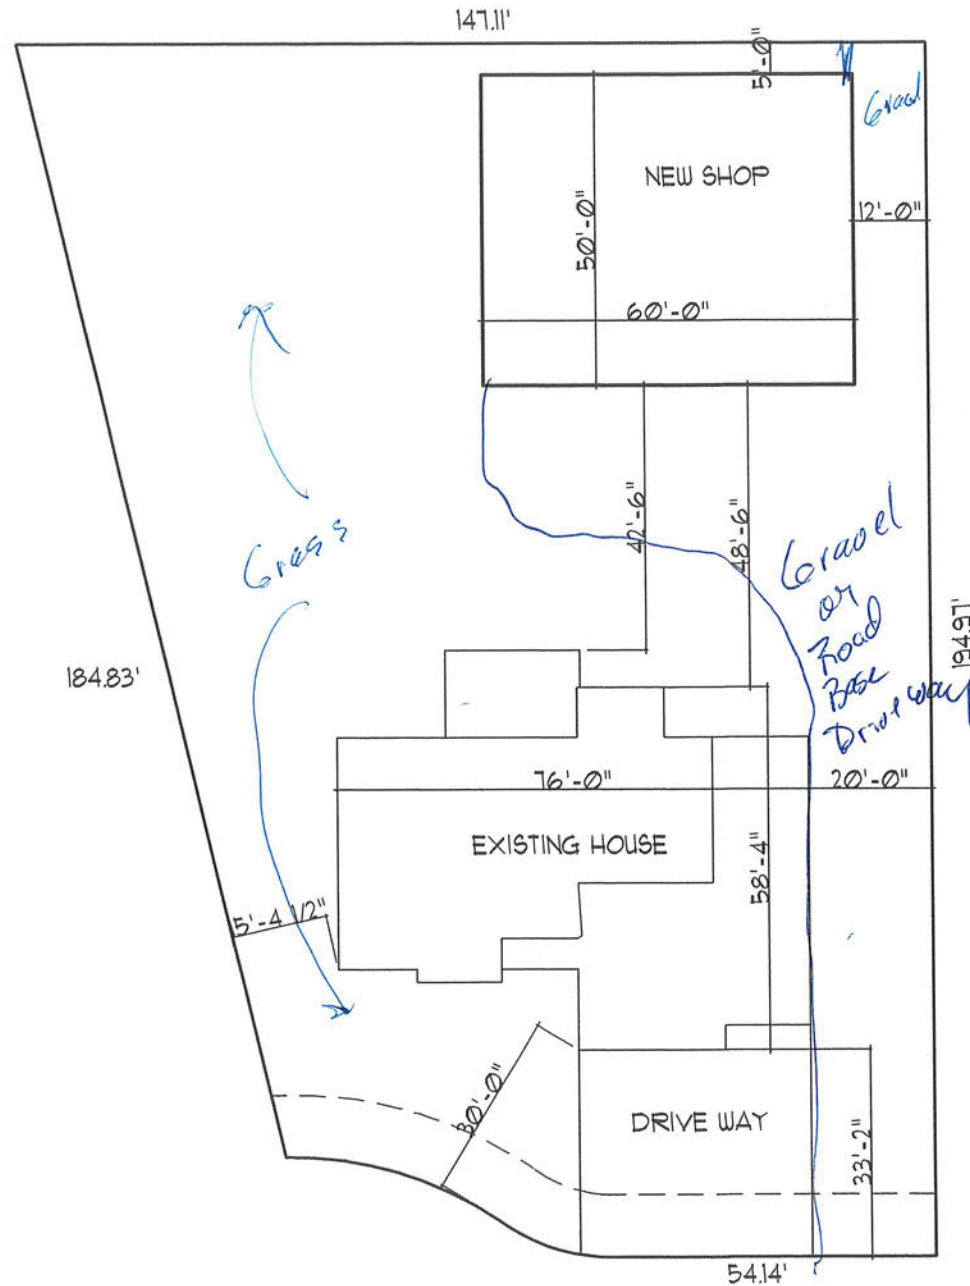 147.11'
5'-0"
Gravel
NEW SHOP
12'-0"
50'-0"
60'-0"
42'-6"
48'-6"
Grass
Gravel
or
Road
Base
Driveway
194.97'
184.83'
76'-0"
20'-0"
EXISTING HOUSE
58'-4"
5'-4 1/2"
30'-0"
DRIVE WAY
33'-2"
54.14'